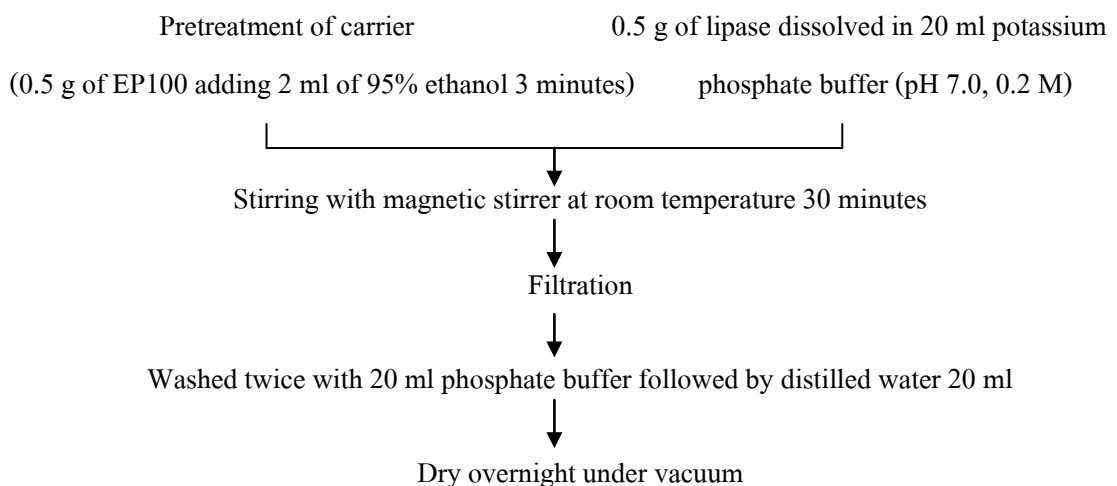 Pretreatment of carrier
(0.5 g of EP100 adding 2 ml of 95% ethanol 3 minutes)
0.5 g of lipase dissolved in 20 ml potassium
phosphate buffer (pH 7.0, 0.2 M)
Stirring with magnetic stirrer at room temperature 30 minutes
Filtration
Washed twice with 20 ml phosphate buffer followed by distilled water 20 ml
Dry overnight under vacuum